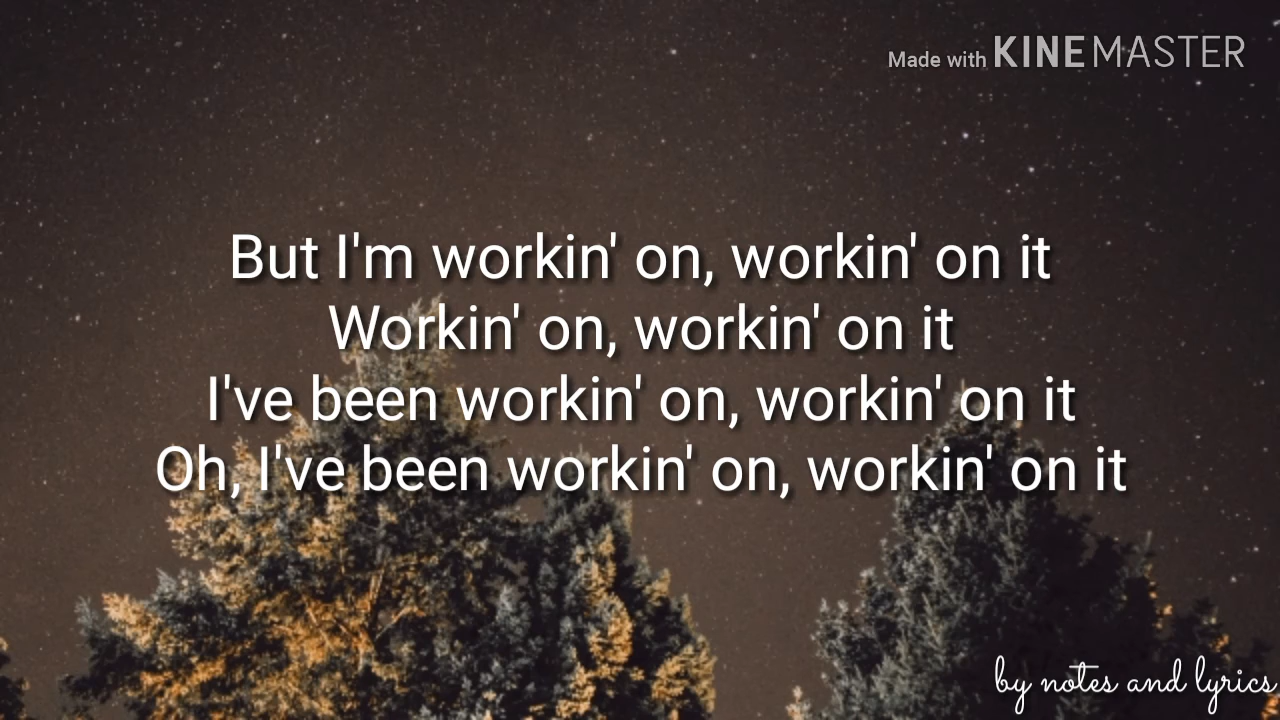 Made with KINEMASTER
But I'm workin' on, workin' on it
Workin' on, workin' on it
I've been workin' on, workin' on it
Oh, I've been workin' on, workin' on it
by notes and lyrics